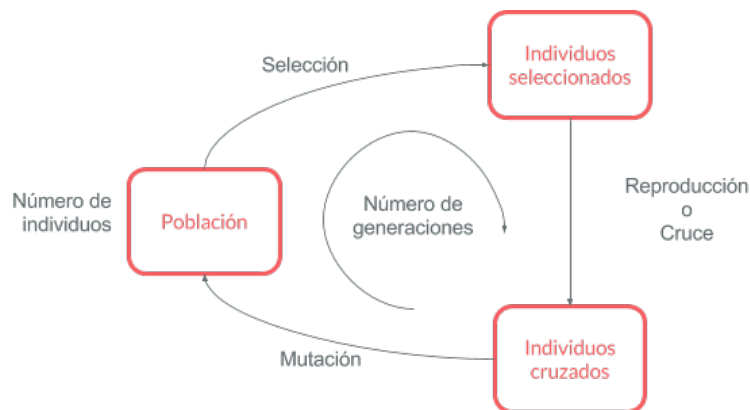 Selección
Individuos
seleccionados
Número de
individuos
Población
Número de
generaciones
Reproducción
o
Cruce
Mutación
Individuos
cruzados